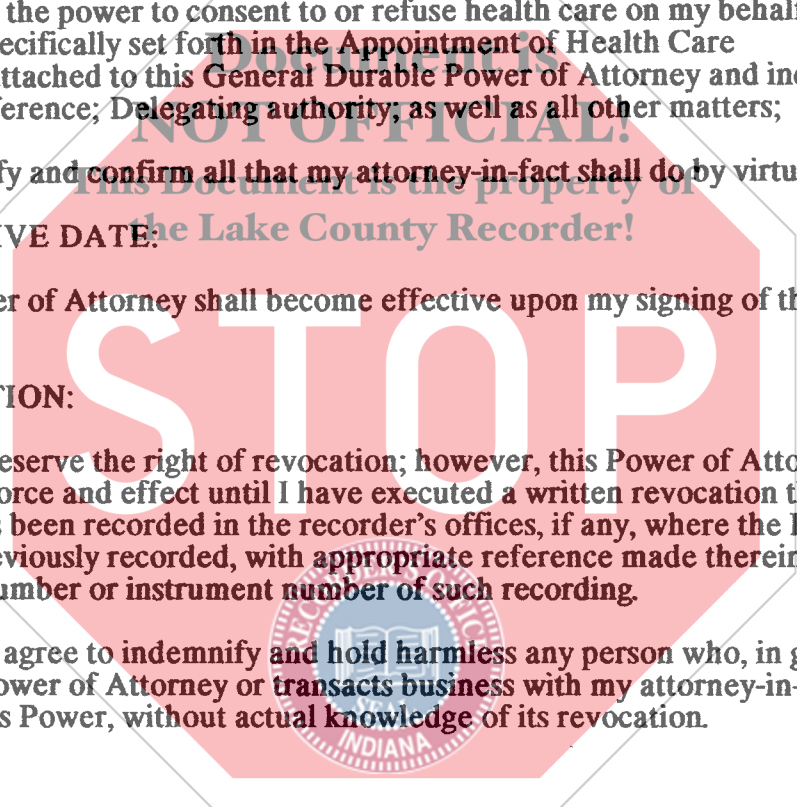 the power to consent to or refuse health care on my behalf
ecifically set forth in the Appointment of Health Care
ttached to this General Durable Power of Attorney and inc
ference; Delegating authority; as well as all other matters;
Document is
NOT OFFICIAL!
This Document is the property of
the Lake County Recorder!
fy and confirm all that my attorney-in-fact shall do by virtu
IVE DATE:
er of Attorney shall become effective upon my signing of th
STOP
TION:
eserve the right of revocation; however, this Power of Atto
orce and effect until I have executed a written revocation t
s been recorded in the recorder's offices, if any, where the
eviously recorded, with appropriate reference made therein
umber or instrument number of such recording.
agree to indemnify and hold harmless any person who, in g
ower of Attorney or transacts business with my attorney-in-
s Power, without actual knowledge of its revocation.
RECORDER'S OFFICE
SEAL
INDIANA